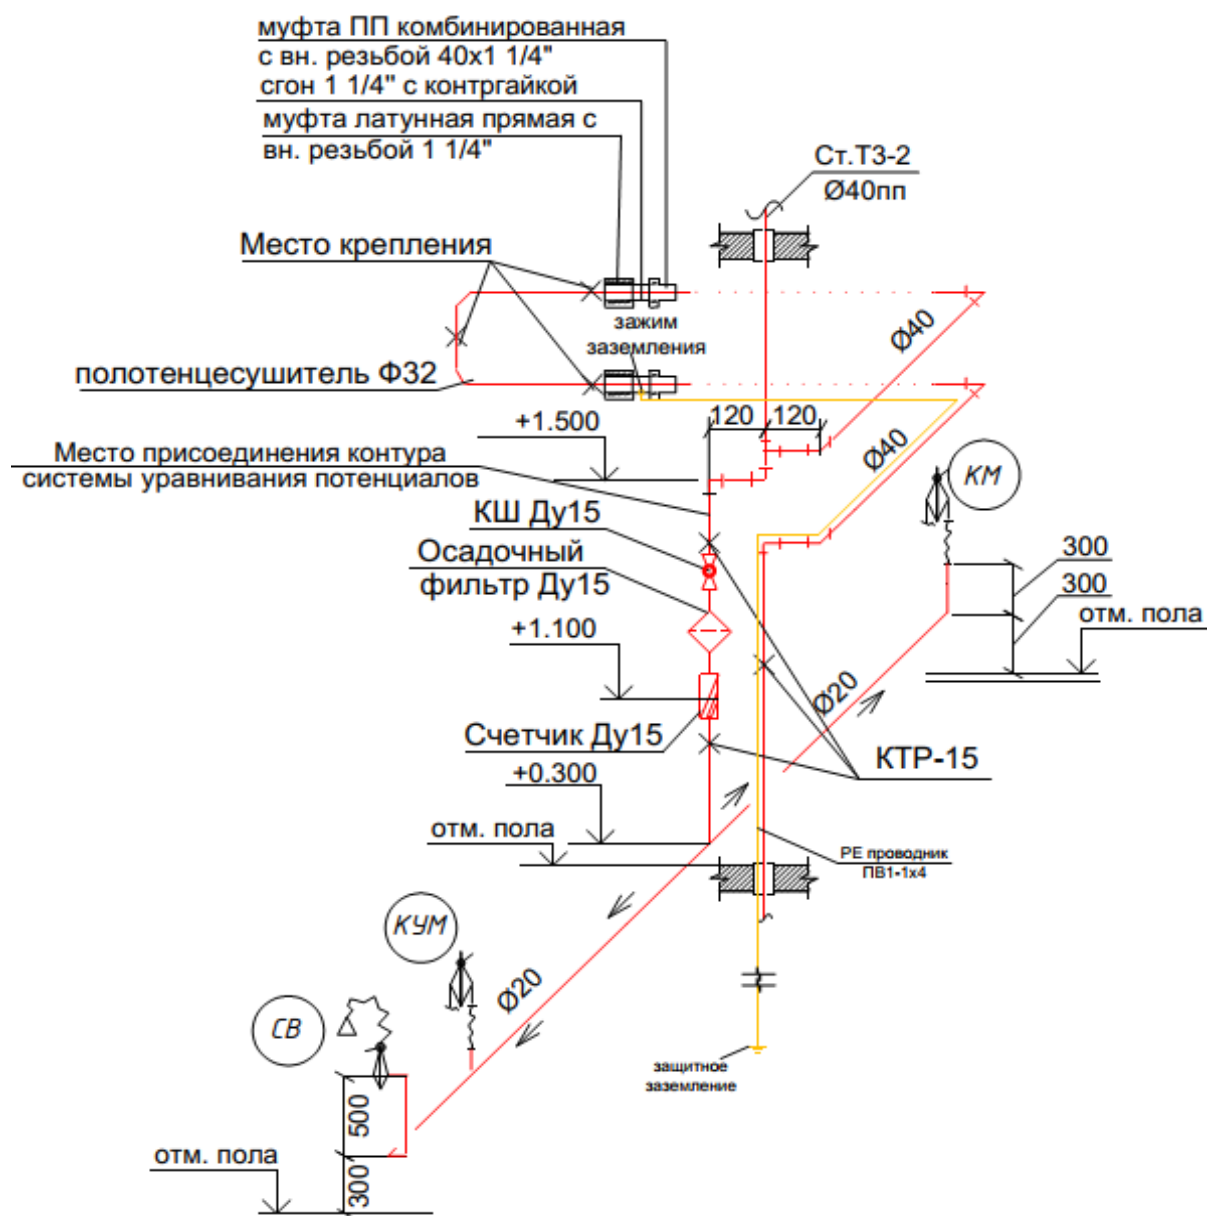 муфта ПП комбинированная
с вн. резьбой 40х1 1/4"
сгон 1 1/4" с контргайкой
муфта латунная прямая с
вн. резьбой 1 1/4"
Ст.Т3-2
Ø40пп
Место крепления
зажим
заземления
Ø40
полотенцесушитель Ф32
+1.500
120
120
Ø40
Место присоединения контура
системы уравнивания потенциалов
КМ
КШ Ду15
Осадочный
фильтр Ду15
300
300
отм. пола
+1.100
Ø20
Счетчик Ду15
КТР-15
+0.300
отм. пола
РЕ проводник
ПВ1-1х4
КУМ
Ø20
СВ
защитное
заземление
500
отм. пола
300